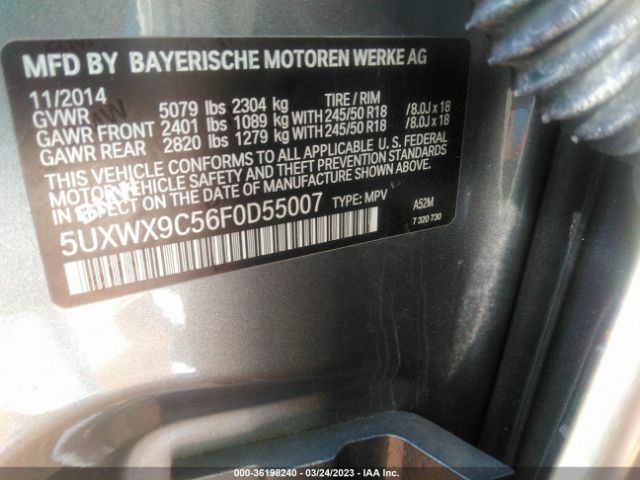 MFD BY BAYERISCHE MOTOREN WERKE AG
11/2014
GVWR 5079 lbs 2304 kg TIRE / RIM
GAWR FRONT 2401 lbs 1089 kg WITH 245/50 R18 /8.0J x 18
GAWR REAR 2820 lbs 1279 kg WITH 245/50 R18 /8.0J x 18
THIS VEHICLE CONFORMS TO ALL APPLICABLE U. S. FEDERAL
MOTOR VEHICLE SAFETY AND THEFT PREVENTION STANDARDS
IN EFFECT ON THE DATE OF MANUFACTURE SHOWN ABOVE.
5UXWX9C56F0D55007 TYPE: MPV A52M
7 320 730
000-36198240 - 03/24/2023 - IAA Inc.